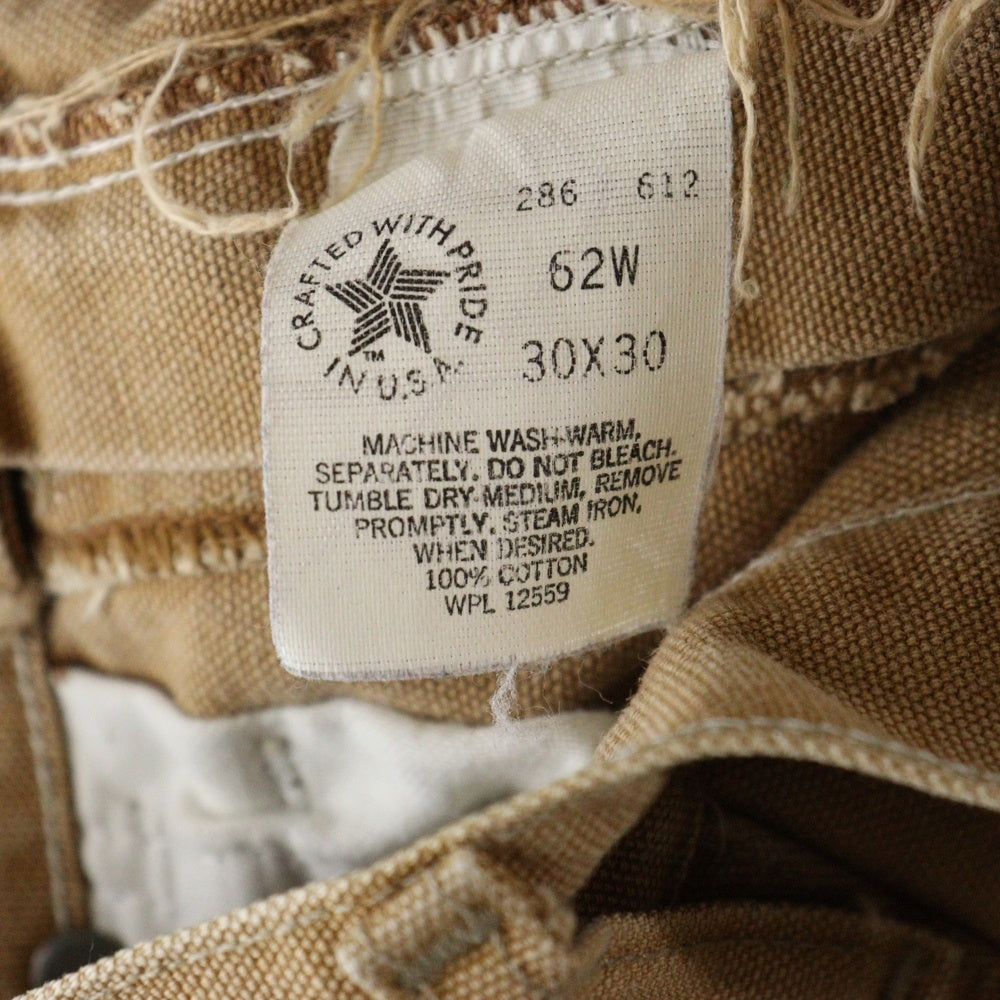 286 612
CRAFTED WITH PRIDE
IN U.S.A.
TM
62W
30X30
MACHINE WASH-WARM,
SEPARATELY. DO NOT BLEACH.
TUMBLE DRY-MEDIUM, REMOVE
PROMPTLY. STEAM IRON,
WHEN DESIRED.
100% COTTON
WPL 12559